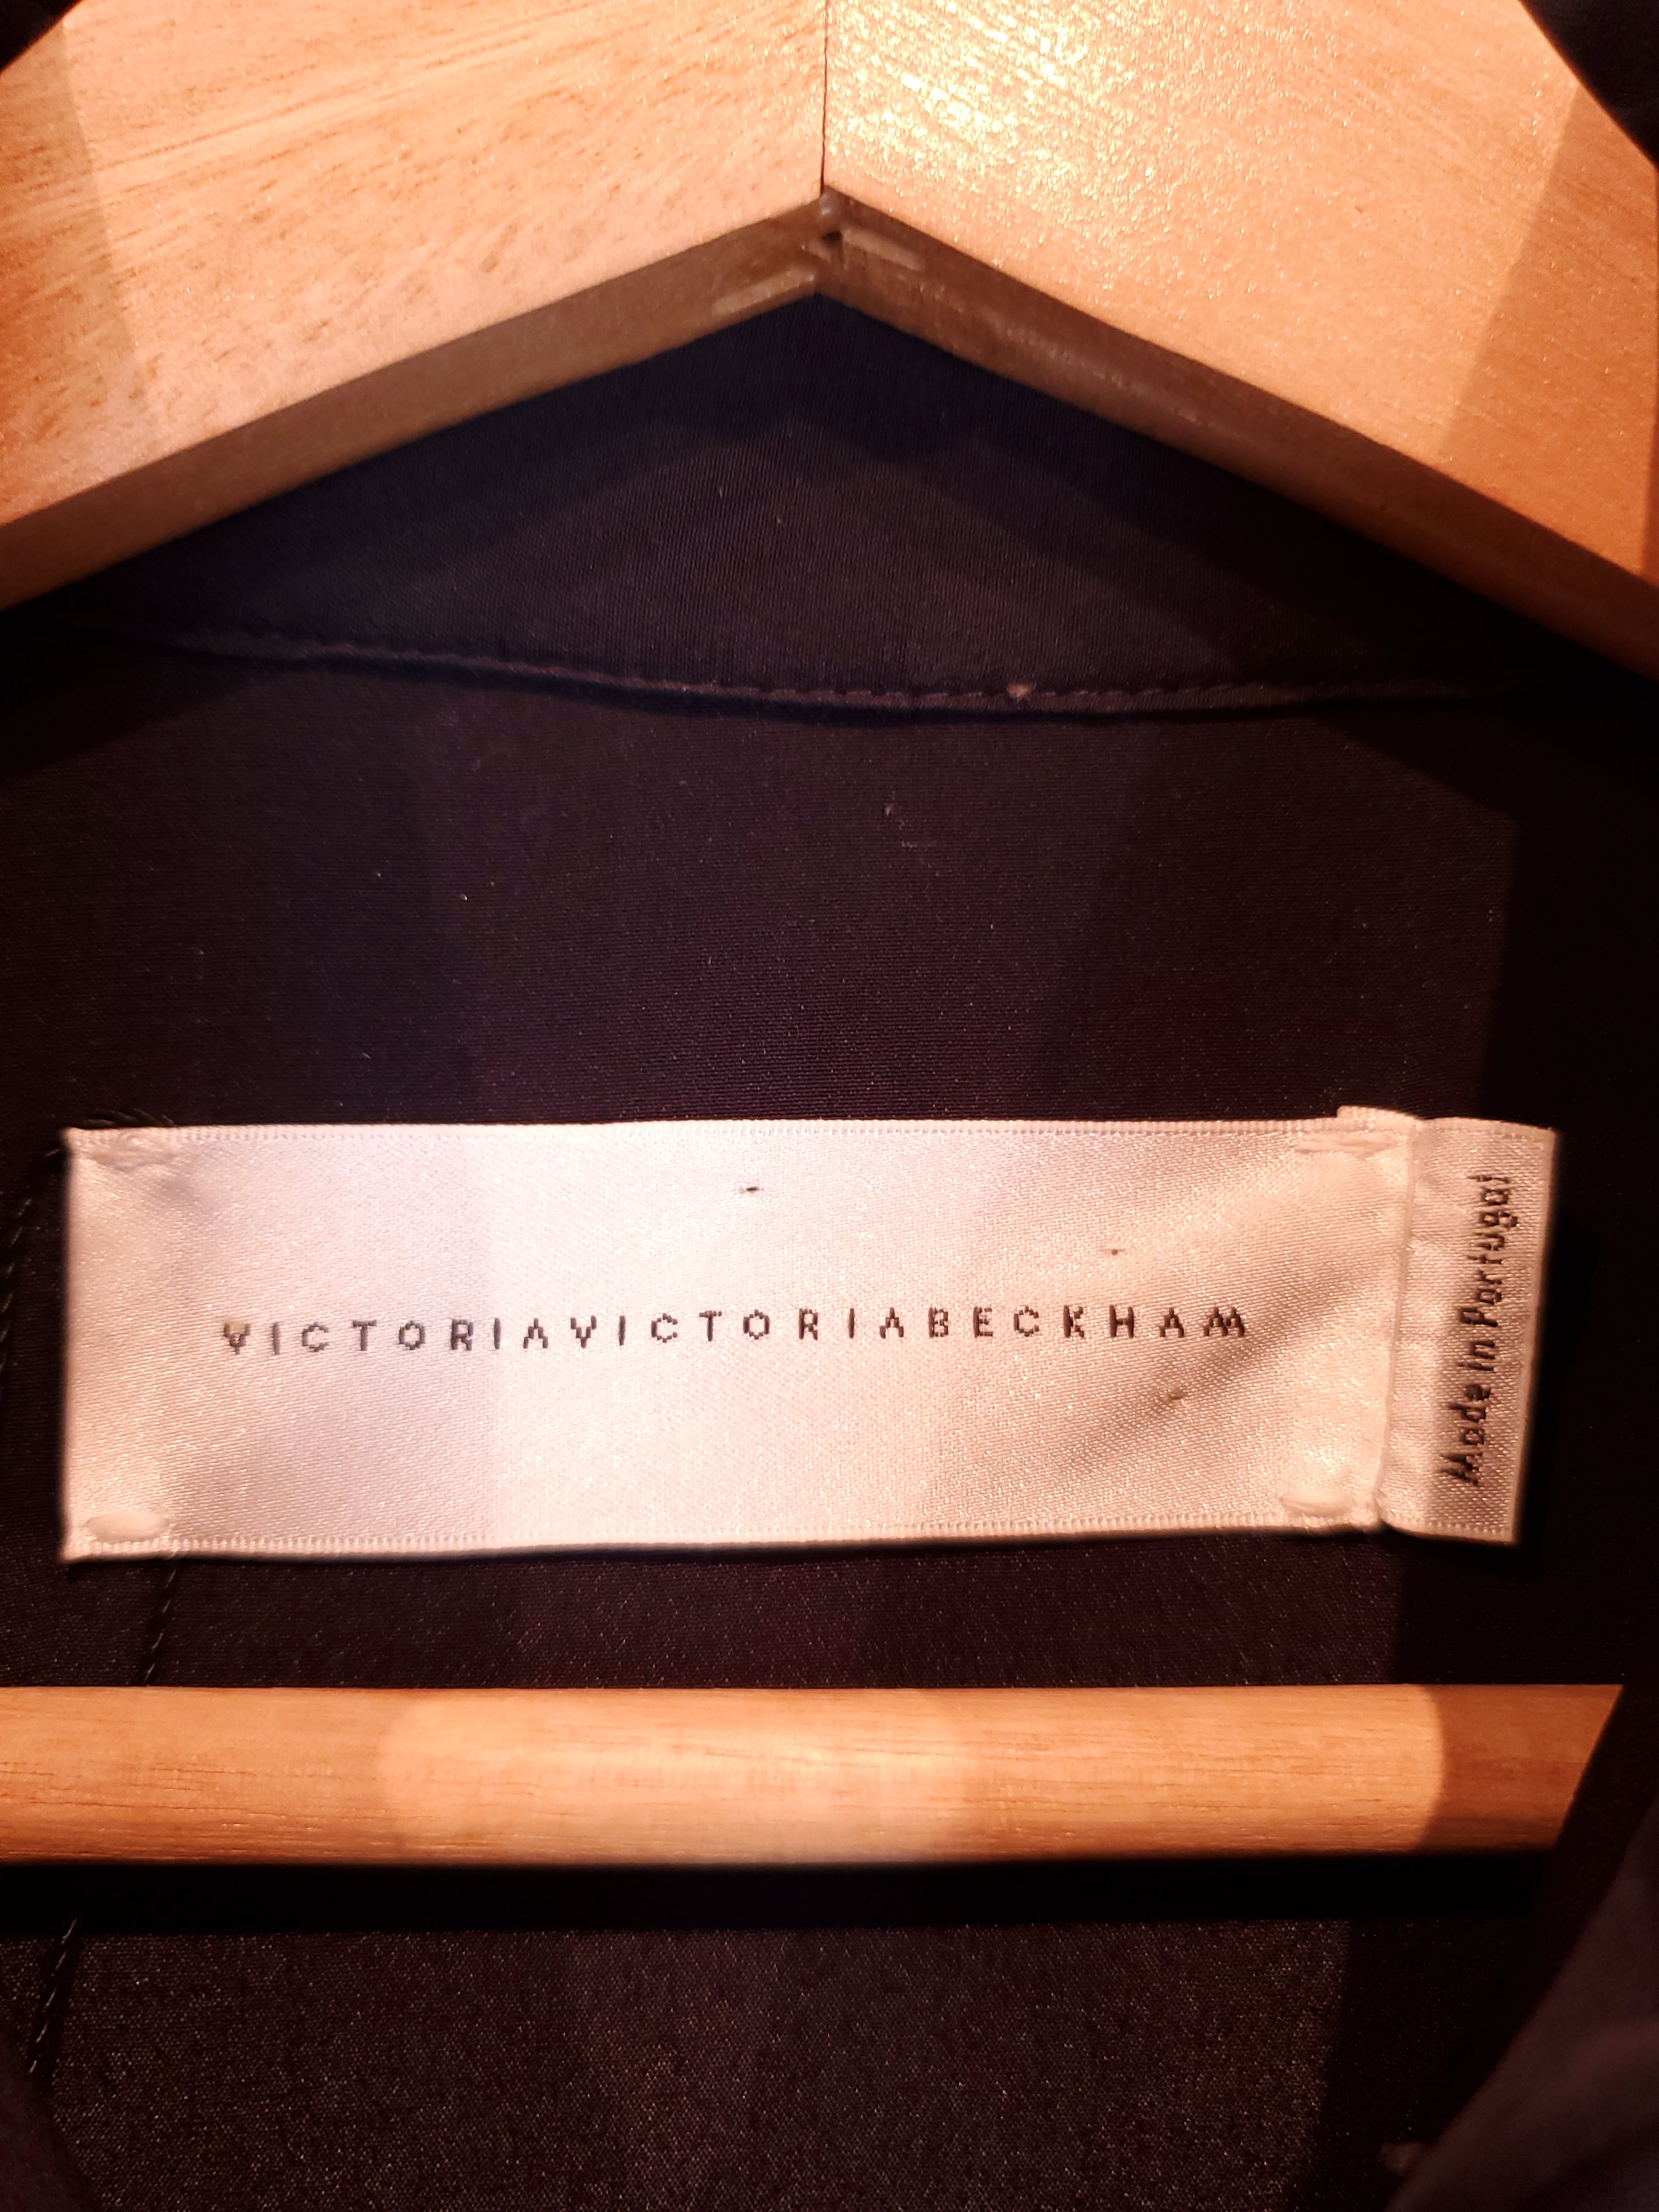 VICTORIAVICTORIABECKHAM
Made in Portugal